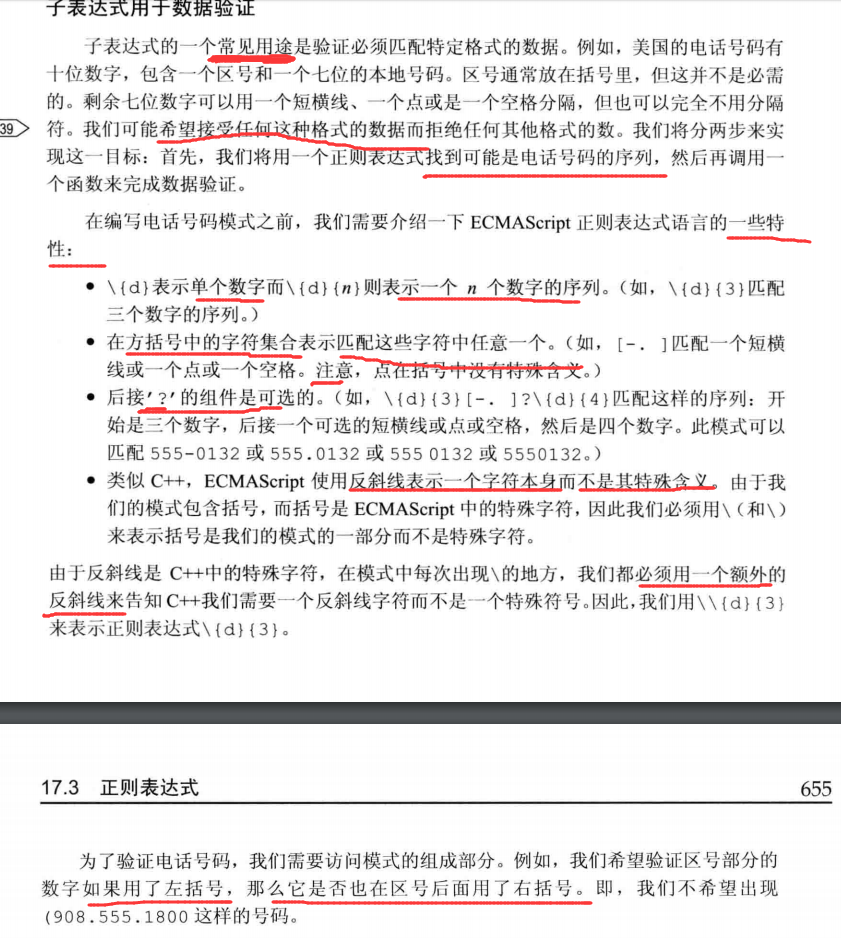 子表达式用于数据验证
子表达式的一个常见用途是验证必须匹配特定格式的数据。例如，美国的电话号码有
十位数字，包含一个区号和一个七位的本地号码。区号通常放在括号里，但这并不是必需
的。剩余七位数字可以用一个短横线、一个点或是一个空格分隔，但也可以完全不用分隔
39
符。我们可能希望接受任何这种格式的数据而拒绝任何其他格式的数。我们将分两步来实
现这一目标：首先，我们将用一个正则表达式找到可能是电话号码的序列，然后再调用一
个函数来完成数据验证。
在编写电话号码模式之前，我们需要介绍一下 ECMAScript 正则表达式语言的一些特
性：
● \{d}表示单个数字而\{d}{n}则表示一个 n 个数字的序列。（如，\{d}{3}匹配
三个数字的序列。）
● 在方括号中的字符集合表示匹配这些字符中任意一个。（如，[-. ]匹配一个短横
线或一个点或一个空格。注意，点在括号中没有特殊含义。）
● 后接'?'的组件是可选的。（如，\{d}{3}[-. ]?\{d}{4}匹配这样的序列：开
始是三个数字，后接一个可选的短横线或点或空格，然后是四个数字。此模式可以
匹配 555-0132 或 555.0132 或 555 0132 或 5550132。）
● 类似 C++，ECMAScript 使用反斜线表示一个字符本身而不是其特殊含义。由于我
们的模式包含括号，而括号是 ECMAScript 中的特殊字符，因此我们必须用\(和\)
来表示括号是我们的模式的一部分而不是特殊字符。
由于反斜线是 C++中的特殊字符，在模式中每次出现\的地方，我们都必须用一个额外的
反斜线来告知 C++我们需要一个反斜线字符而不是一个特殊符号。因此，我们用\\{d}{3}
来表示正则表达式\{d}{3}。
17.3 正则表达式 655
为了验证电话号码，我们需要访问模式的组成部分。例如，我们希望验证区号部分的
数字如果用了左括号，那么它是否也在区号后面用了右括号。即，我们不希望出现
(908.555.1800 这样的号码。